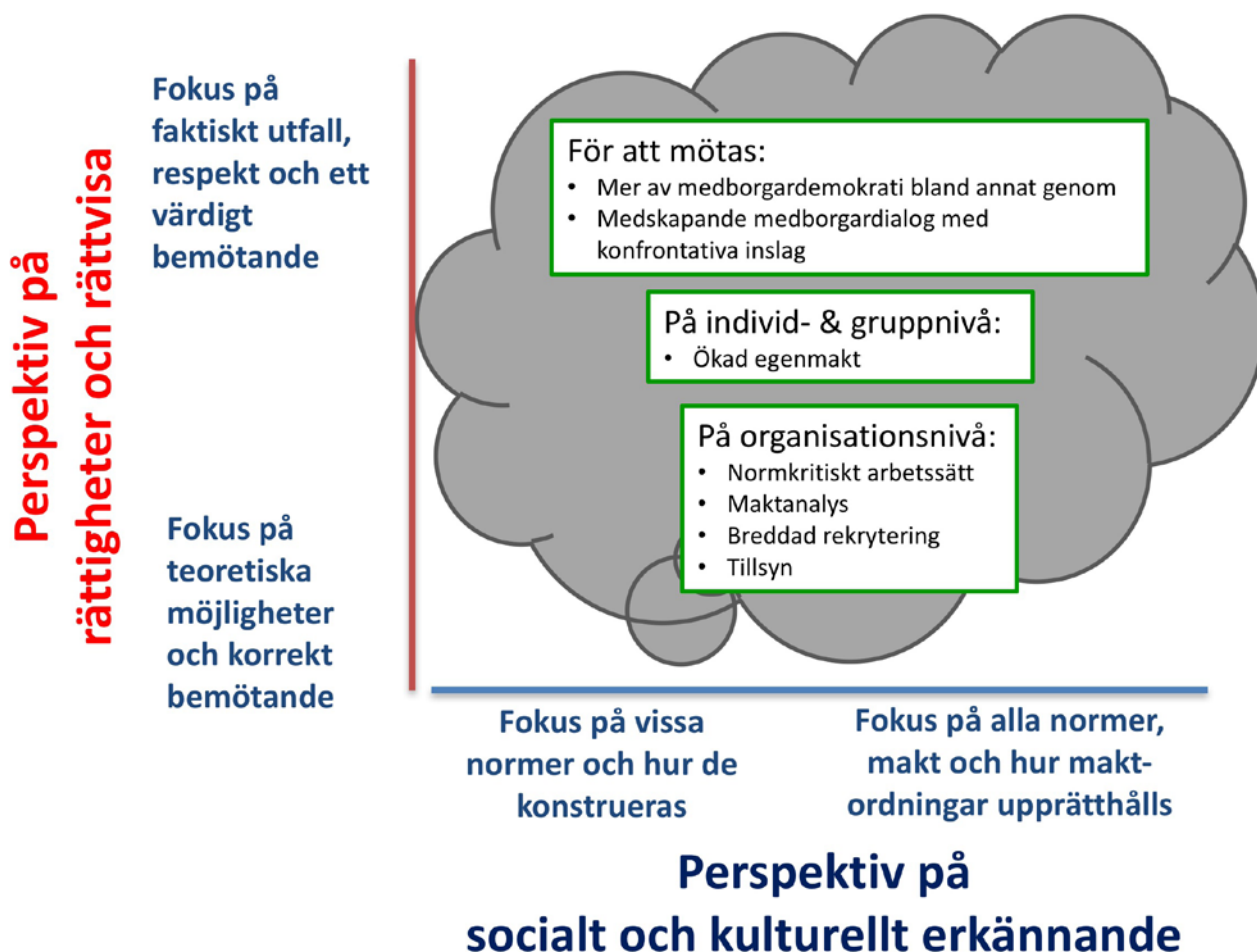 Perspektiv på
rättigheter och rättvisa
Fokus på
faktiskt utfall,
respekt och ett
värdigt
bemötande
Fokus på
teoretiska
möjligheter
och korrekt
bemötande
För att mötas:
• Mer av medborgardemokrati bland annat genom
• Medskapande medborgardialog med
konfrontativa inslag
På individ- & gruppnivå:
• Ökad egenmakt
På organisationsnivå:
• Normkritiskt arbetssätt
• Maktanalys
• Breddad rekrytering
• Tillsyn
Fokus på vissa
normer och hur de
konstrueras
Fokus på alla normer,
makt och hur makt-
ordningar upprätthålls
Perspektiv på
socialt och kulturellt erkännande